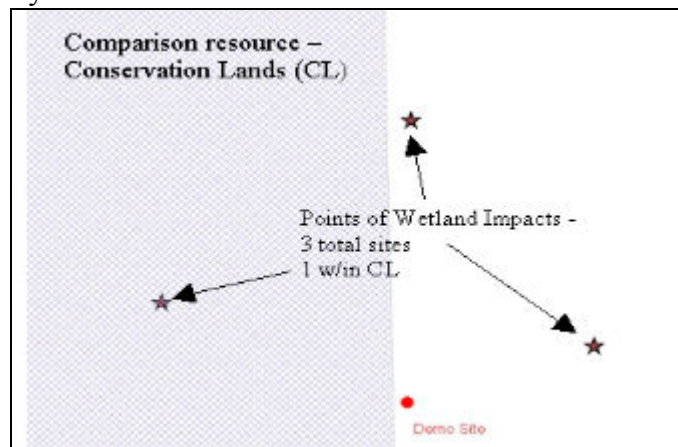 Comparison resource –
Conservation Lands (CL)
Points of Wetland Impacts -
3 total sites
1 w/in CL
Demo Site